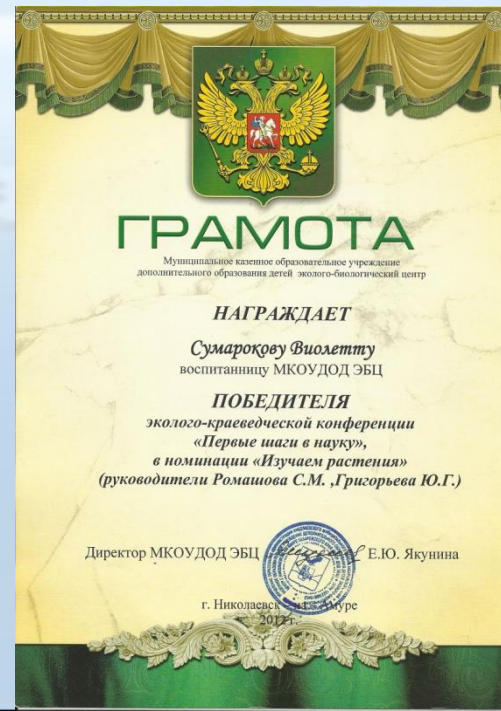 ГРАМОТА
Муниципальное казенное образовательное учреждение
дополнительного образования детей эколого-биологический центр
НАГРАЖДАЕТ
Сумарокову Виолетту
воспитанницу МКОУДОД ЭБЦ
ПОБЕДИТЕЛЯ
эколого-краеведческой конференции
«Первые шаги в науку»,
в номинации «Изучаем растения»
(руководители Ромашова С.М. ,Григорьева Ю.Г.)
Директор МКОУДОД ЭБЦ Е.Ю. Якунина
г. Николаевск - на - Амуре